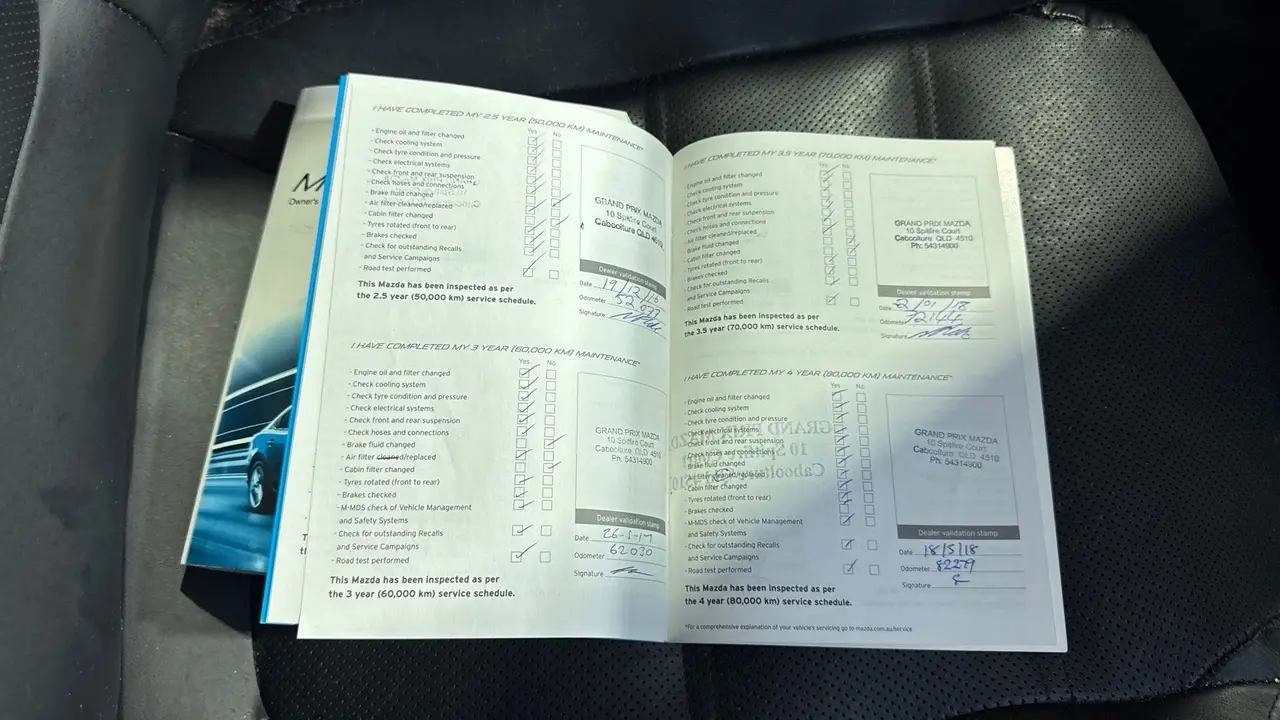 M
Owner's
I HAVE COMPLETED MY 2.5 YEAR (50,000 KM) MAINTENANCE*
Yes No
- Engine oil and filter changed
- Check cooling system
- Check tyre condition and pressure
- Check electrical systems
- Check front and rear suspension
- Check hoses and connections
- Brake fluid changed
- Air filter cleaned/replaced
- Cabin filter changed
- Tyres rotated (front to rear)
- Brakes checked
- Check for outstanding Recalls
and Service Campaigns
- Road test performed
This Mazda has been inspected as per
the 2.5 year (50,000 km) service schedule.
GRAND PRIX MAZDA
10 Spitfire Court
Caboolture QLD 4510
Dealer validation stamp
Date 19/12/16
Odometer 52077
Signature
I HAVE COMPLETED MY 3 YEAR (60,000 KM) MAINTENANCE*
Yes No
- Engine oil and filter changed
- Check cooling system
- Check tyre condition and pressure
- Check electrical systems
- Check front and rear suspension
- Check hoses and connections
- Brake fluid changed
- Air filter cleaned/replaced
- Cabin filter changed
- Tyres rotated (front to rear)
- Brakes checked
- M-MDS check of Vehicle Management
and Safety Systems
- Check for outstanding Recalls
and Service Campaigns
- Road test performed
This Mazda has been inspected as per
the 3 year (60,000 km) service schedule.
GRAND PRIX MAZDA
10 Spitfire Court
Caboolture, QLD 4510
Ph: 54314900
Dealer validation stamp
Date 26-5-17
Odometer 62030
Signature
I HAVE COMPLETED MY 3.5 YEAR (70,000 KM) MAINTENANCE*
Yes No
- Engine oil and filter changed
- Check cooling system
- Check tyre condition and pressure
- Check electrical systems
- Check front and rear suspension
- Check hoses and connections
- Air filter cleaned/replaced
- Brake fluid changed
- Cabin filter changed
- Tyres rotated (front to rear)
- Brakes checked
- Check for outstanding Recalls
and Service Campaigns
- Road test performed
This Mazda has been inspected as per
the 3.5 year (70,000 km) service schedule.
GRAND PRIX MAZDA
10 Spitfire Court
Caboolture QLD 4510
Ph: 54314900
Dealer validation stamp
Date 2/01/18
Odometer 72144
Signature
I HAVE COMPLETED MY 4 YEAR (80,000 KM) MAINTENANCE*
Yes No
- Engine oil and filter changed
- Check cooling system
- Check tyre condition and pressure
- Check electrical systems
- Check front and rear suspension
- Check hoses and connections
- Brake fluid changed
- Air filter cleaned/replaced
- Cabin filter changed
- Tyres rotated (front to rear)
- Brakes checked
- M-MDS check of Vehicle Management
and Safety Systems
- Check for outstanding Recalls
and Service Campaigns
- Road test performed
This Mazda has been inspected as per
the 4 year (80,000 km) service schedule.
GRAND PRIX MAZDA
10 Spitfire Court
Caboolture, QLD 4510
Ph: 54314900
Dealer validation stamp
Date 18/5/18
Odometer 82279
Signature
*For a comprehensive explanation of your vehicle's servicing go to mazda.com.au/service